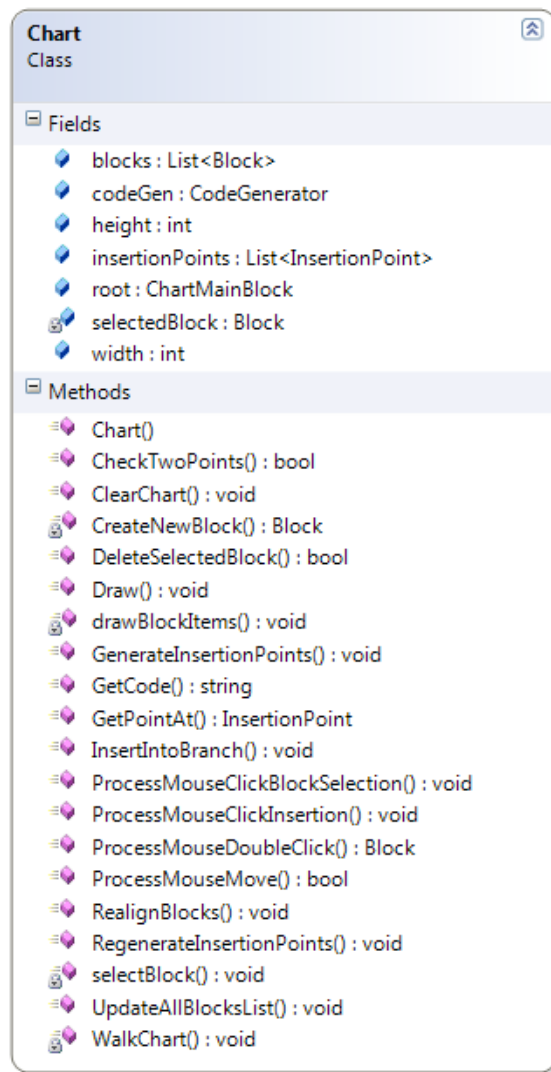 Chart
Class
Fields
blocks : List<Block>
codeGen : CodeGenerator
height : int
insertionPoints : List<InsertionPoint>
root : ChartMainBlock
selectedBlock : Block
width : int
Methods
Chart()
CheckTwoPoints() : bool
ClearChart() : void
CreateNewBlock() : Block
DeleteSelectedBlock() : bool
Draw() : void
drawBlockItems() : void
GenerateInsertionPoints() : void
GetCode() : string
GetPointAt() : InsertionPoint
InsertIntoBranch() : void
ProcessMouseClickBlockSelection() : void
ProcessMouseClickInsertion() : void
ProcessMouseDoubleClick() : Block
ProcessMouseMove() : bool
RealignBlocks() : void
RegenerateInsertionPoints() : void
selectBlock() : void
UpdateAllBlocksList() : void
WalkChart() : void